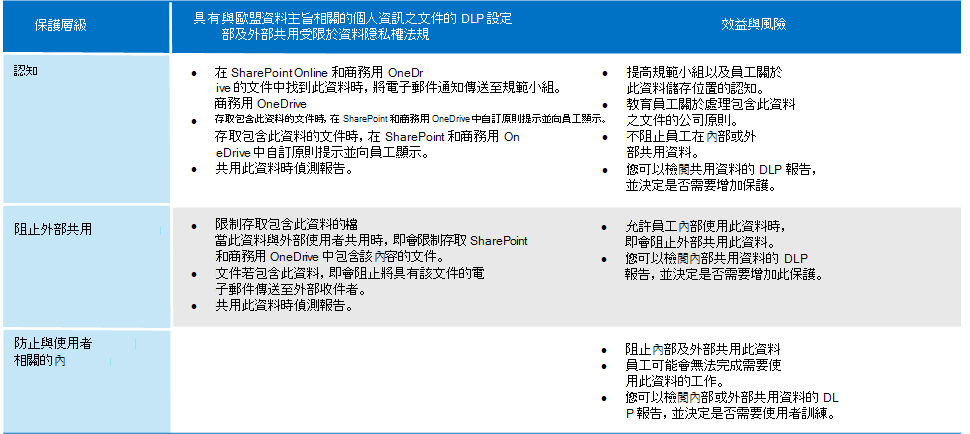 保護層級
具有與歐盟資料主旨相關的個人資訊之文件的 DLP 設定
部及外部共用受限於資料隱私權法規
效益與風險
認知
● 在 SharePoint Online 和商務用 OneDr
ive 的文件中找到此資料時，將電子郵件通知傳送至規範小組。
商務用 OneDrive
● 存取包含此資料的文件時，在 SharePoint 和商務用 OneDrive 中自訂原則提示並向員工顯示。
存取包含此資料的文件時，在 SharePoint 和商務用 On
eDrive 中自訂原則提示並向員工顯示。
● 共用此資料時偵測報告。
● 提高規範小組以及員工關於
此資料儲存位置的認知。
● 教育員工關於處理包含此資料
之文件的公司原則。
● 不阻止員工在內部或外
部共用資料。
● 您可以檢閱共用資料的 DLP 報告，
並決定是否需要增加保護。
阻止外部共用
● 限制存取包含此資料的檔
當此資料與外部使用者共用時，即會限制存取 SharePoint
和商務用 OneDrive 中包含該內容的文件。
● 文件若包含此資料，即會阻止將具有該文件的電
子郵件傳送至外部收件者。
● 共用此資料時偵測報告。
● 允許員工內部使用此資料時，
即會阻止外部共用此資料。
● 您可以檢閱內部共用資料的 DLP
報告，並決定是否需要增加此保護。
防止與使用者
相關的內
● 阻止內部及外部共用此資料
● 員工可能會無法完成需要使
用此資料的工作。
● 您可以檢閱內部或外部共用資料的 DL
P 報告，並決定是否需要使用者訓練。